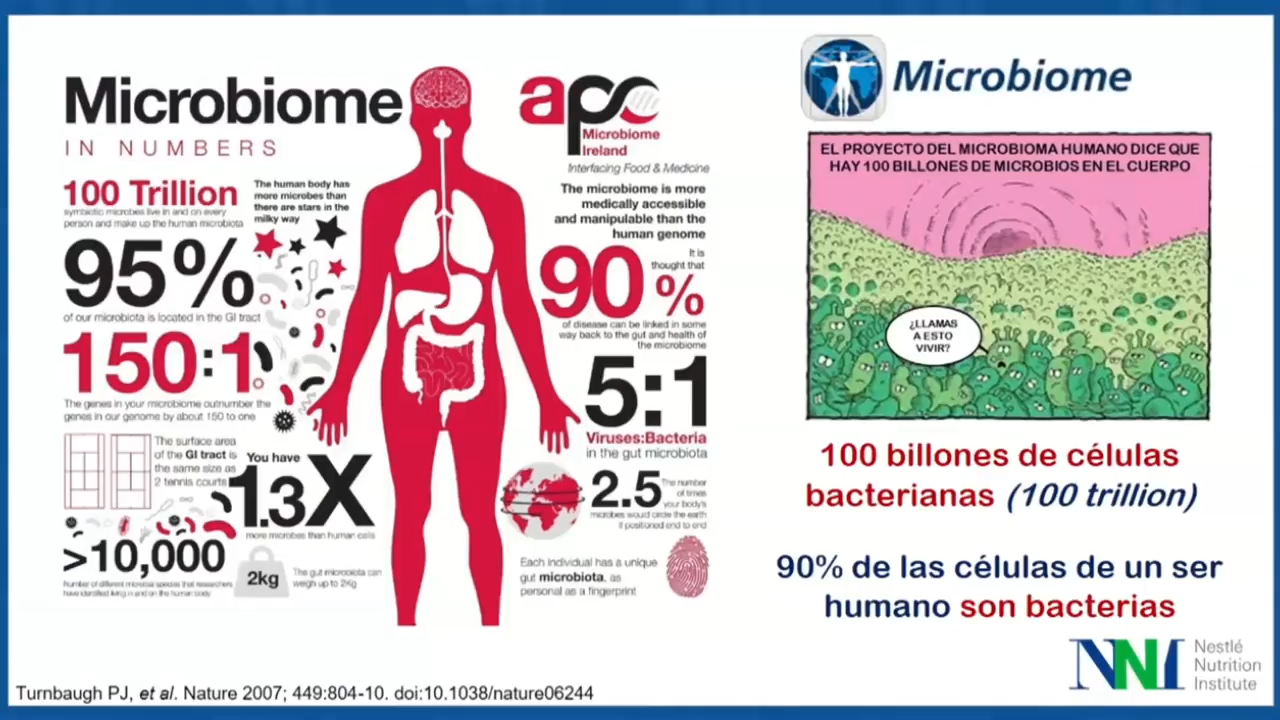 Microbiome
IN NUMBERS
100 Trillion
symbiotic microbes live in and on every
person and make up the human microbiota
The human body has
more microbes than
there are stars in the
milky way
95%
of our microbiota is located in the GI tract
150:1
The genes in your microbiome outnumber the
genes in our genome by about 150 to one
The surface area
of the GI tract is
the same size as
2 tennis courts
You have
1.3X
more microbes than human cells
>10,000
Number of different microbial species that researchers
have identified living in and on the human body
2kg
The gut microbiota can
weigh up to 2Kg
apc
Microbiome
Ireland
Interfacing Food & Medicine
The microbiome is more
medically accessible
and manipulable than the
human genome
It is
thought that
90%
of disease can be linked in some
way back to the gut and health of
the microbiome
5:1
Viruses:Bacteria
in the gut microbiota
2.5
The number
of times
your body's
microbes would circle the earth
if positioned end to end
Each individual has a unique
gut microbiota, as
personal as a fingerprint
Microbiome
EL PROYECTO DEL MICROBIOMA HUMANO DICE QUE
HAY 100 BILLONES DE MICROBIOS EN EL CUERPO
¿LLAMAS
A ESTO
VIVIR?
100 billones de células
bacterianas (100 trillion)
90% de las células de un ser
humano son bacterias
NNI
Nestlé
Nutrition
Institute
Turnbaugh PJ, et al. Nature 2007; 449:804-10. doi:10.1038/nature06244